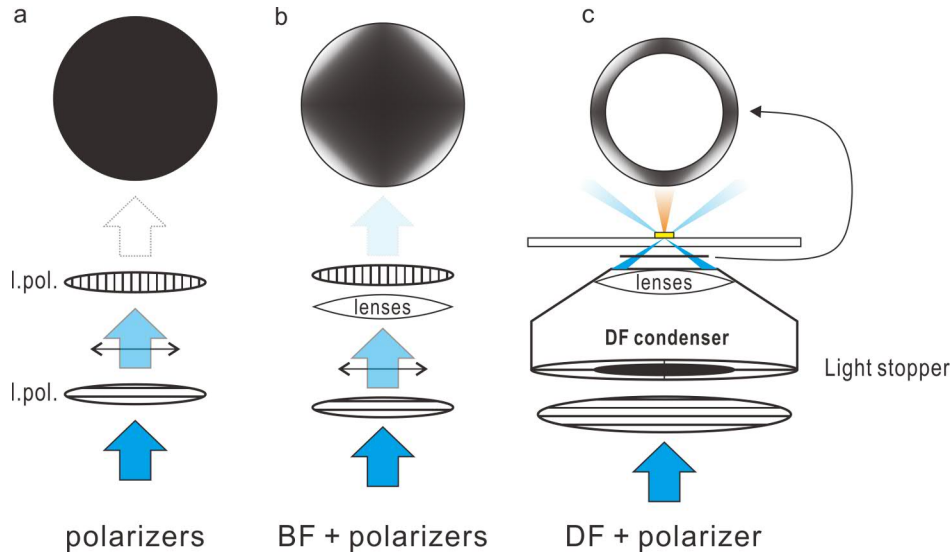 a
b
c
l.pol.
lenses
lenses
DF condenser
Light stopper
l.pol.
polarizers
BF + polarizers
DF + polarizer